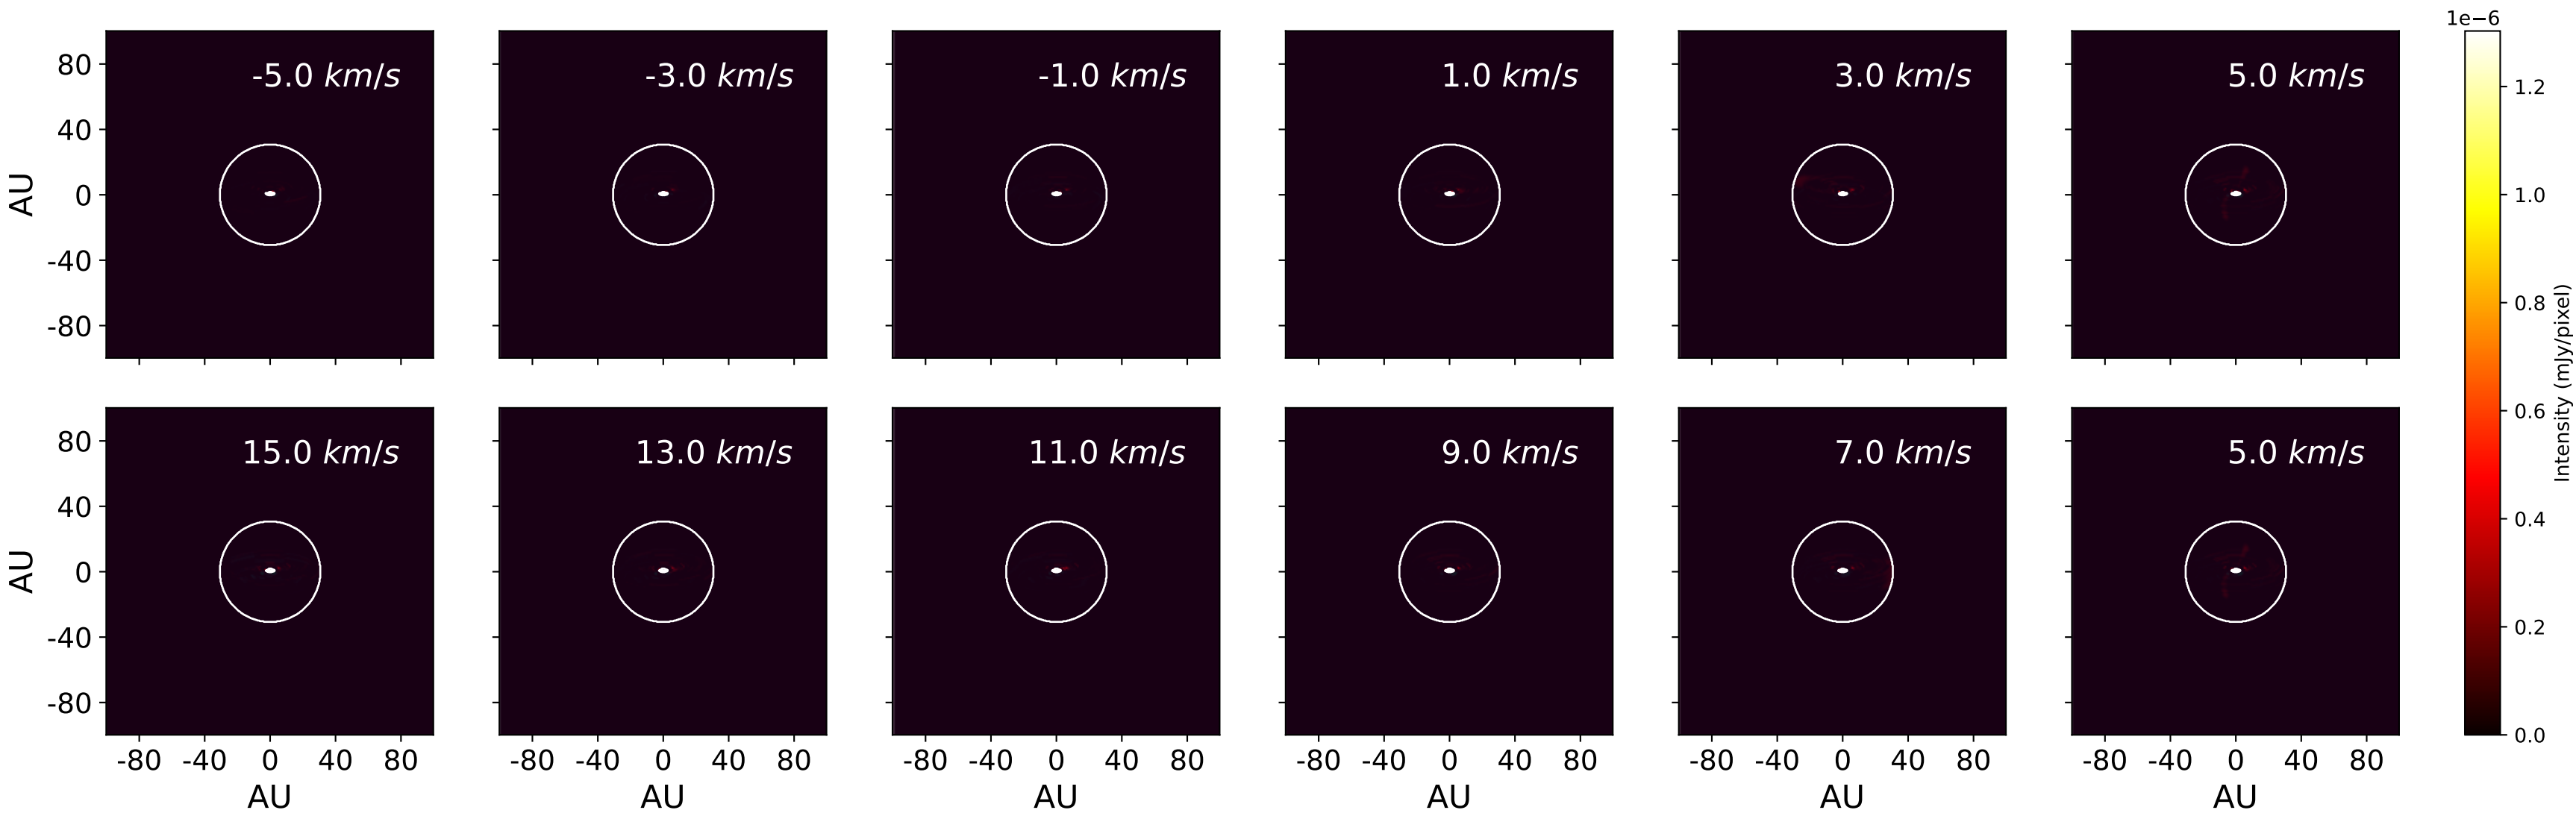 1e−6
-5.0 km/s
-3.0 km/s
-1.0 km/s
1.0 km/s
3.0 km/s
5.0 km/s
80
40
0
-40
-80
AU
15.0 km/s
13.0 km/s
11.0 km/s
9.0 km/s
7.0 km/s
5.0 km/s
80
40
0
-40
-80
AU
-80 -40 0 40 80
-80 -40 0 40 80
-80 -40 0 40 80
-80 -40 0 40 80
-80 -40 0 40 80
-80 -40 0 40 80
AU
AU
AU
AU
AU
AU
1.2
1.0
0.8
0.6
0.4
0.2
0.0
Intensity (mJy/pixel)